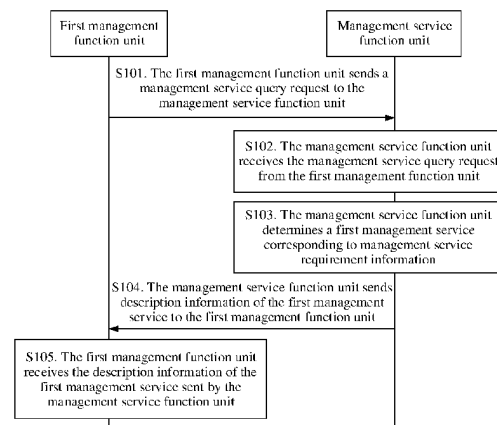 First management
function unit
Management service
function unit
S101. The first management function unit sends a
management service query request to the
management service function unit
S102. The management service function unit
receives the management service query request
from the first management function unit
S103. The management service function unit
determines a first management service
corresponding to management service
requirement information
S104. The management service function unit sends
description information of the first management
service to the first management function unit
S105. The first management function unit
receives the description information of the
first management service sent by the
management service function unit